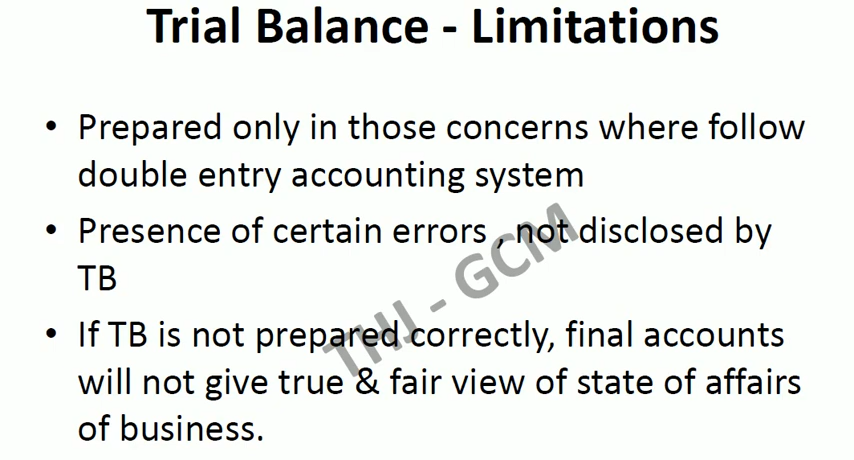 Trial Balance - Limitations
• Prepared only in those concerns where follow
double entry accounting system
• Presence of certain errors , not disclosed by
TB
• If TB is not prepared correctly, final accounts
will not give true & fair view of state of affairs
of business.
THJ - GCM